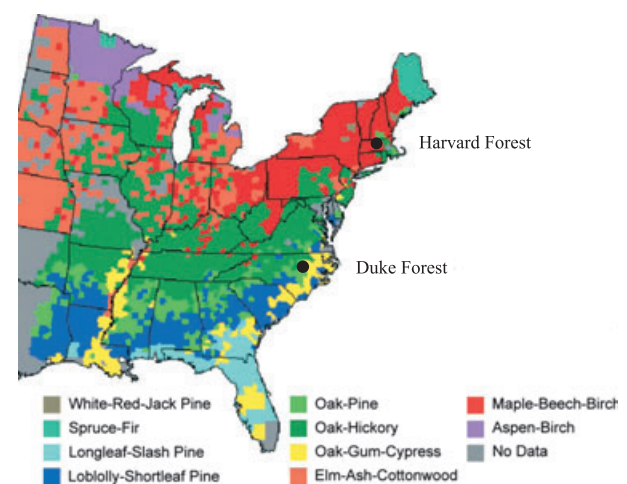 Harvard Forest
Duke Forest
White-Red-Jack Pine
Spruce-Fir
Longleaf-Slash Pine
Loblolly-Shortleaf Pine
Oak-Pine
Oak-Hickory
Oak-Gum-Cypress
Elm-Ash-Cottonwood
Maple-Beech-Birch
Aspen-Birch
No Data